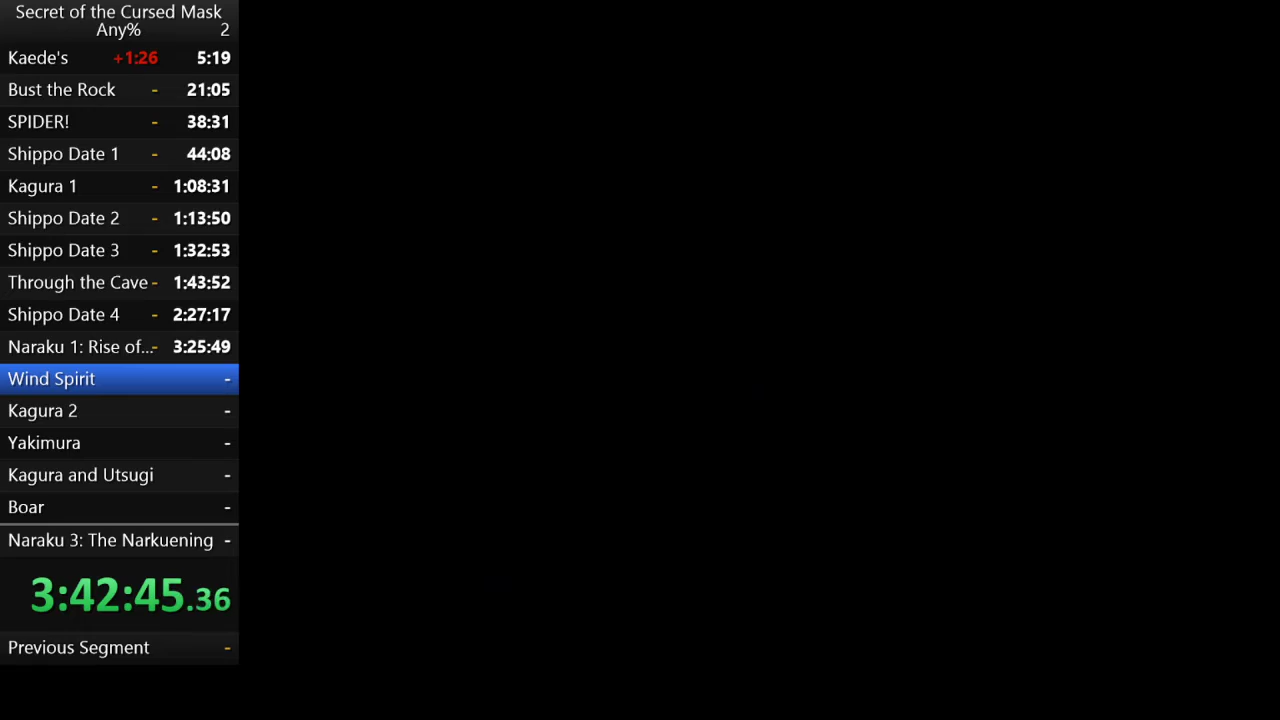 Secret of the Cursed Mask
Any% 2
Kaede's +1:26 5:19
Bust the Rock - 21:05
SPIDER! - 38:31
Shippo Date 1 - 44:08
Kagura 1 - 1:08:31
Shippo Date 2 - 1:13:50
Shippo Date 3 - 1:32:53
Through the Cave - 1:43:52
Shippo Date 4 - 2:27:17
Naraku 1: Rise of... - 3:25:49
Wind Spirit -
Kagura 2 -
Yakimura -
Kagura and Utsugi -
Boar -
Naraku 3: The Narkuening -
3:42:45.36
Previous Segment -